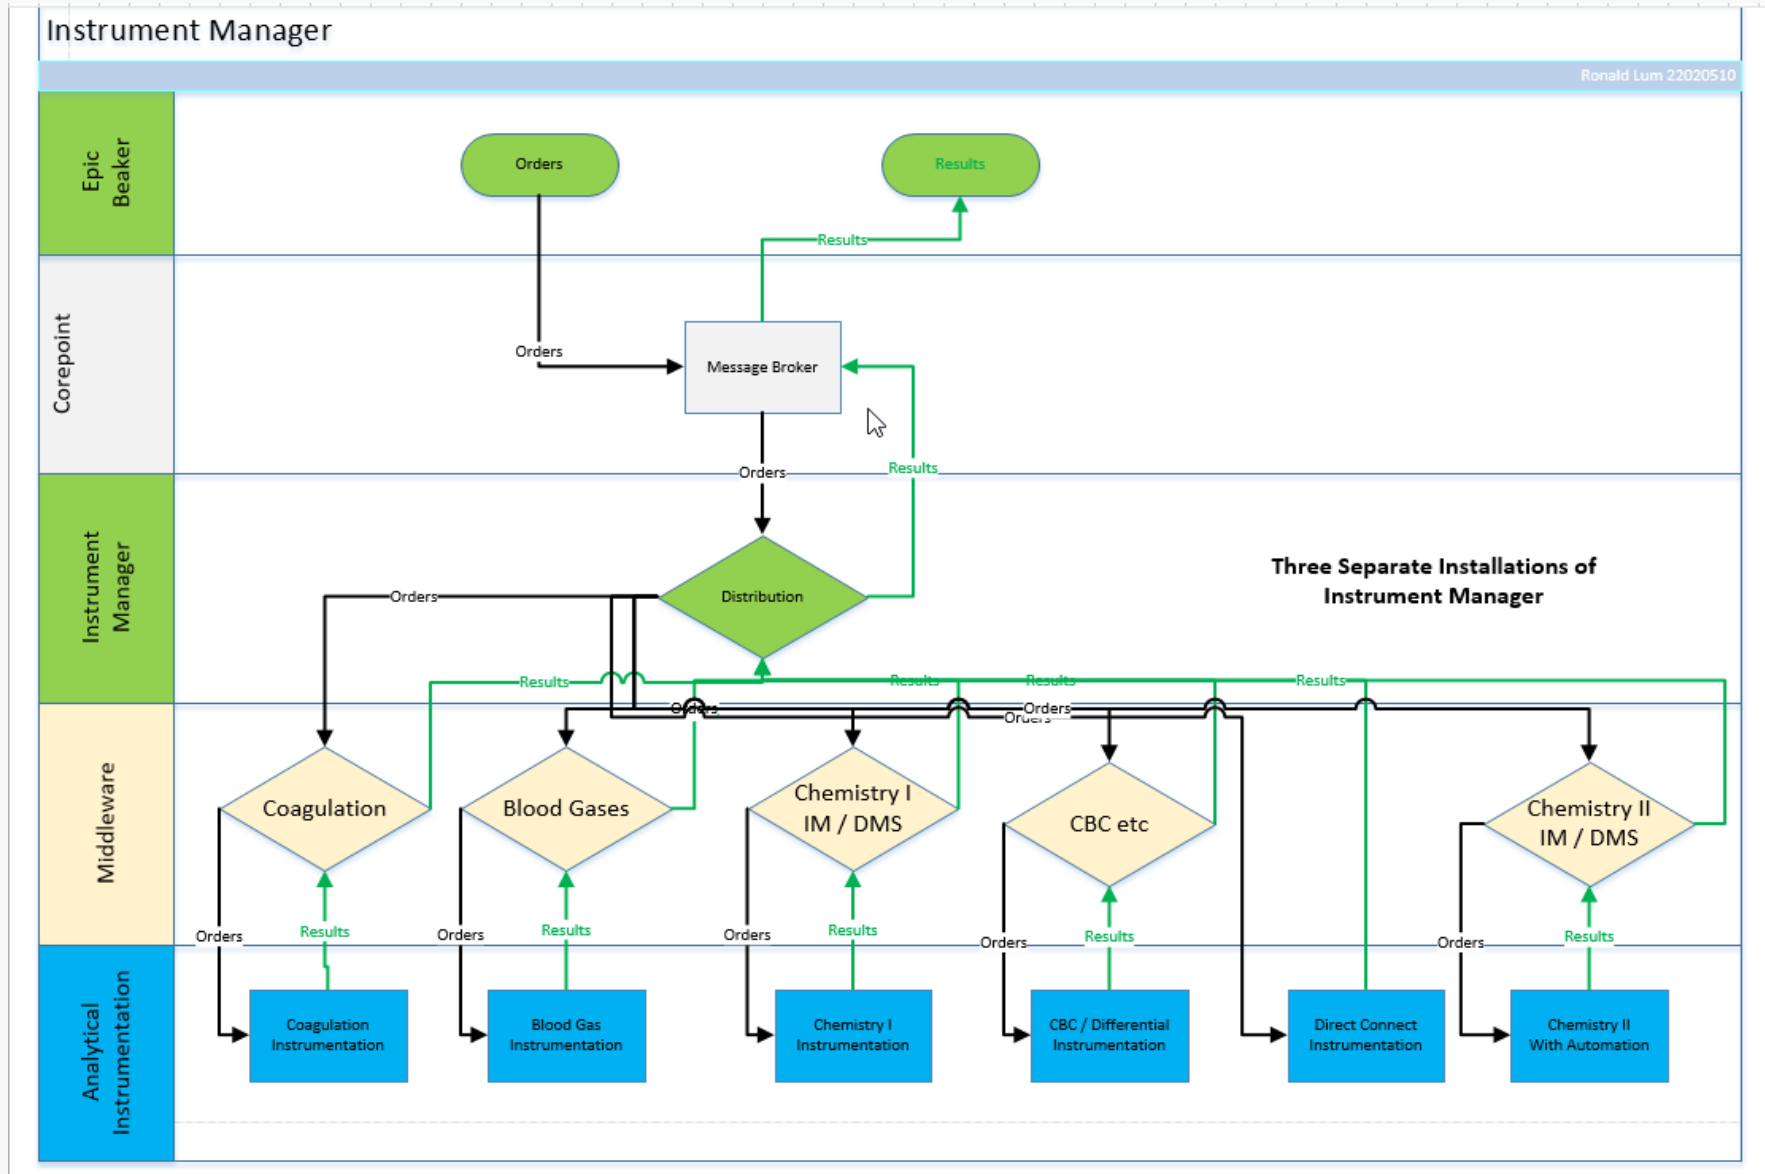 Instrument Manager
Ronald Lum 22020510
Epic
Beaker
Orders
Results
Results
Corepoint
Orders
Message Broker
Orders
Results
Instrument
Manager
Orders
Distribution
Three Separate Installations of
Instrument Manager
Results
Results
Results
Results
Orders
Orders
Orders
Middleware
Coagulation
Blood Gases
Chemistry I
IM / DMS
CBC etc
Chemistry II
IM / DMS
Orders
Results
Orders
Results
Orders
Results
Orders
Results
Orders
Results
Analytical
Instrumentation
Coagulation
Instrumentation
Blood Gas
Instrumentation
Chemistry I
Instrumentation
CBC / Differential
Instrumentation
Direct Connect
Instrumentation
Chemistry II
With Automation